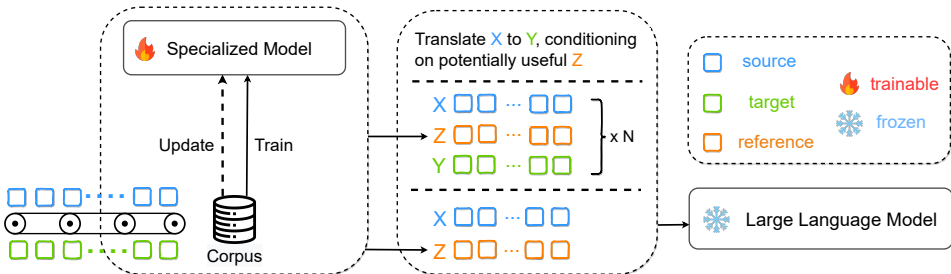 Specialized Model
Update
Train
Corpus
Translate X to Y, conditioning
on potentially useful Z
X ...
Z ...
Y ...
x N
X ...
Z ...
source
target
reference
trainable
frozen
Large Language Model